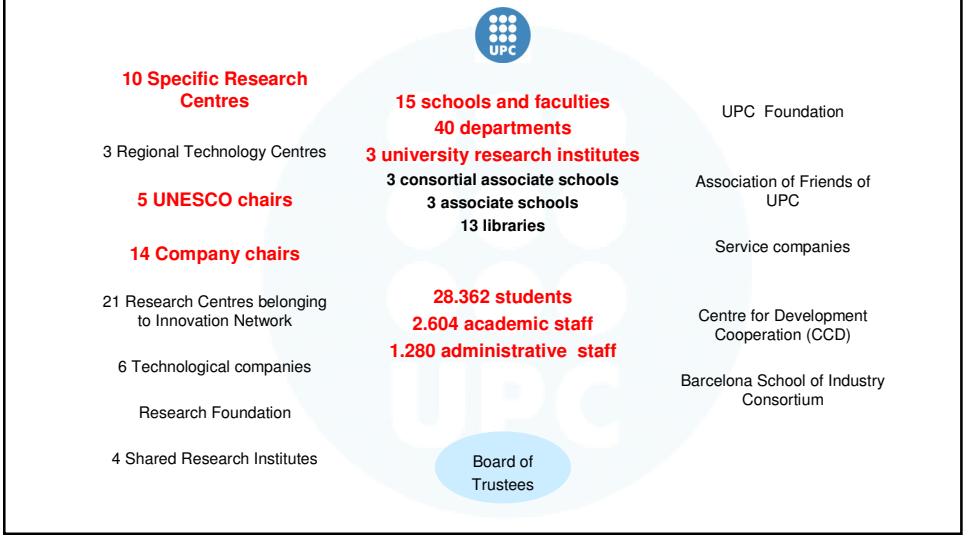 UPC
10 Specific Research
Centres
3 Regional Technology Centres
5 UNESCO chairs
14 Company chairs
21 Research Centres belonging
to Innovation Network
6 Technological companies
Research Foundation
4 Shared Research Institutes
15 schools and faculties
40 departments
3 university research institutes
3 consortial associate schools
3 associate schools
13 libraries
28.362 students
2.604 academic staff
1.280 administrative staff
UPC
Board of
Trustees
UPC Foundation
Association of Friends of
UPC
Service companies
Centre for Development
Cooperation (CCD)
Barcelona School of Industry
Consortium